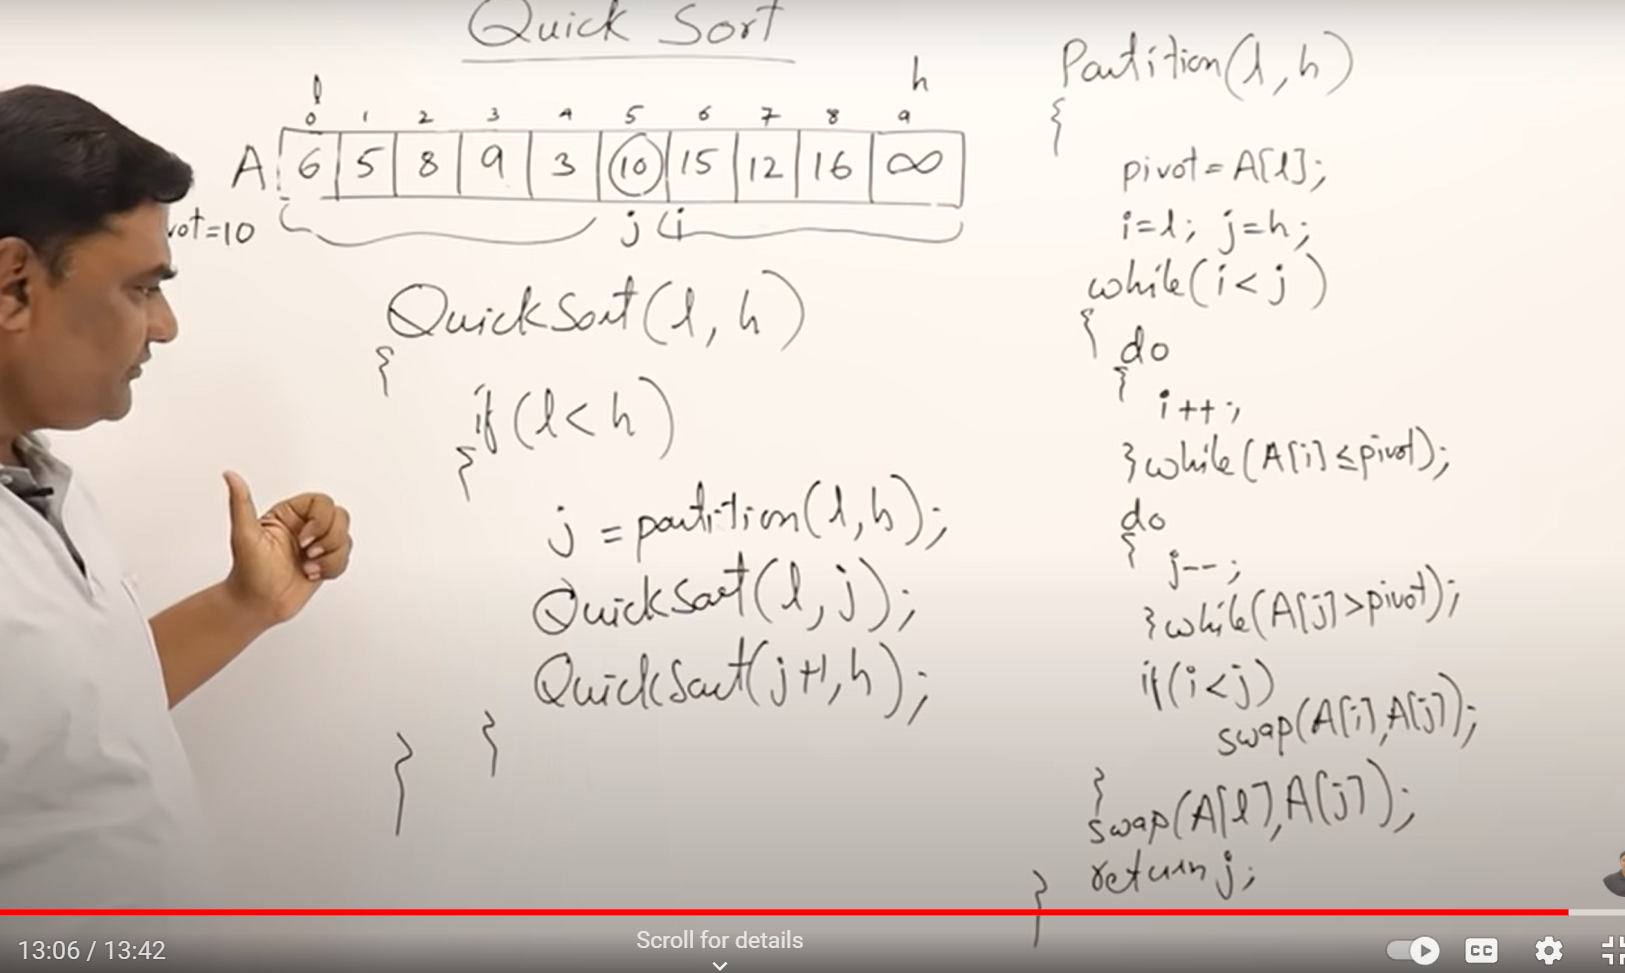 Quick Sort
l h
0 1 2 3 4 5 6 7 8 9
A 6 5 8 9 3 10 15 12 16 ∞
vot=10 j i
QuickSort(l, h)
{
if(l<h)
{
j = partition(l,h);
QuickSort(l,j);
QuickSort(j+1,h);
}
}
Partition(l,h)
{
pivot=A[l];
i=l; j=h;
while(i<j)
{ do
{
i++;
}while(A[i]≤pivot);
do
{
j--;
}while(A[j]>pivot);
if(i<j)
swap(A[i],A[j]);
}
swap(A[l],A[j]);
return j;
}
13:06 / 13:42
Scroll for details
CC